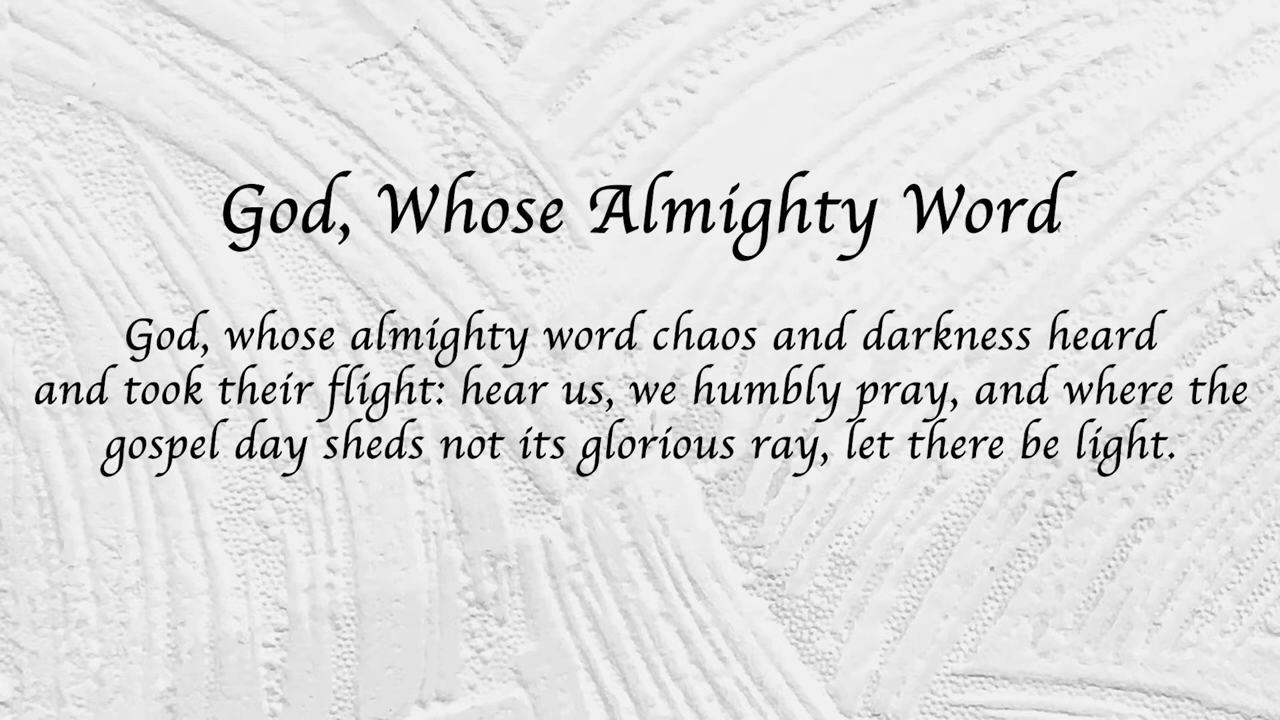 God, Whose Almighty Word
God, whose almighty word chaos and darkness heard
and took their flight: hear us, we humbly pray, and where the
gospel day sheds not its glorious ray, let there be light.